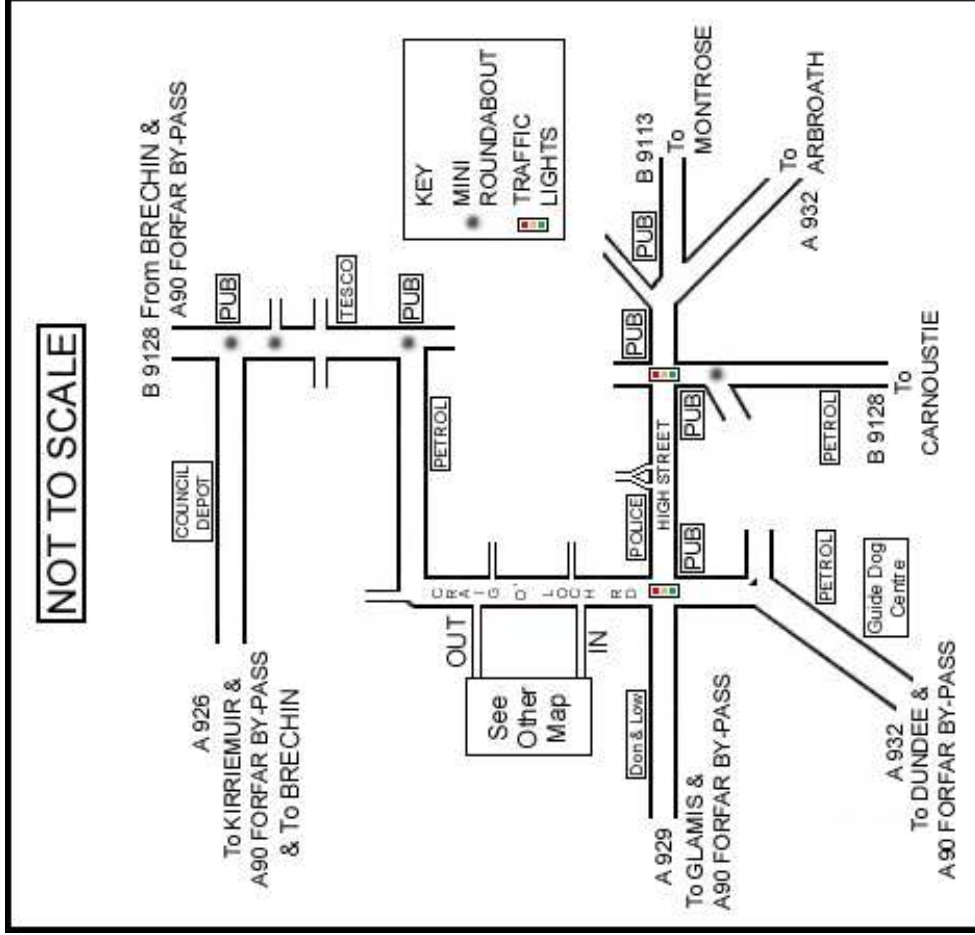 NOT TO SCALE
B 9128 From BRECHIN &
A90 FORFAR BY-PASS
COUNCIL
DEPOT
PUB
TESCO
PUB
PETROL
KEY
MINI
ROUNDABOUT
TRAFFIC
LIGHTS
A 926
To KIRRIEMUIR &
A90 FORFAR BY-PASS
& To BRECHIN
OUT
See
Other
Map
IN
CRAIG O' LOCH RD
POLICE
HIGH STREET
PUB
PUB
PUB
PUB
B 9113
To
MONTROSE
To
ARBROATH
A 932
PETROL
B 9128
To
CARNOUSTIE
Don & Low
A 929
To GLAMIS &
A90 FORFAR BY-PASS
PETROL
Guide Dog
Centre
A 932
To DUNDEE &
A90 FORFAR BY-PASS